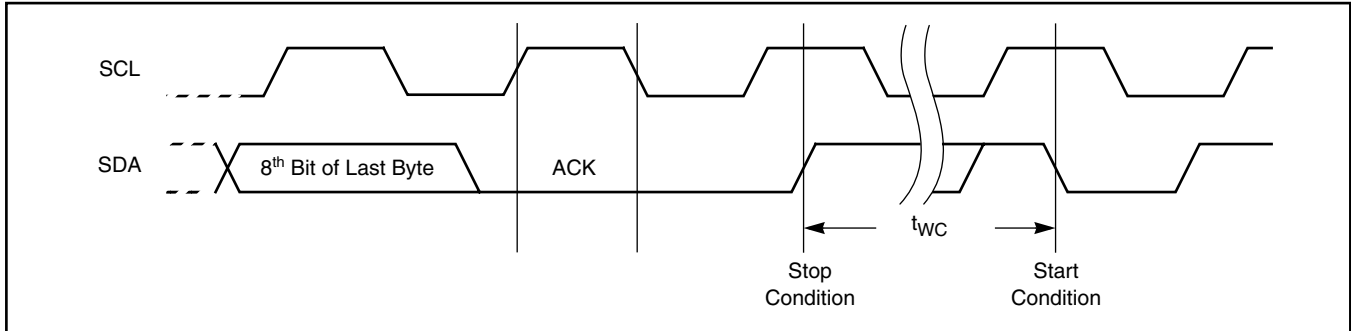 SCL
SDA
8th Bit of Last Byte
ACK
tWC
Stop
Condition
Start
Condition